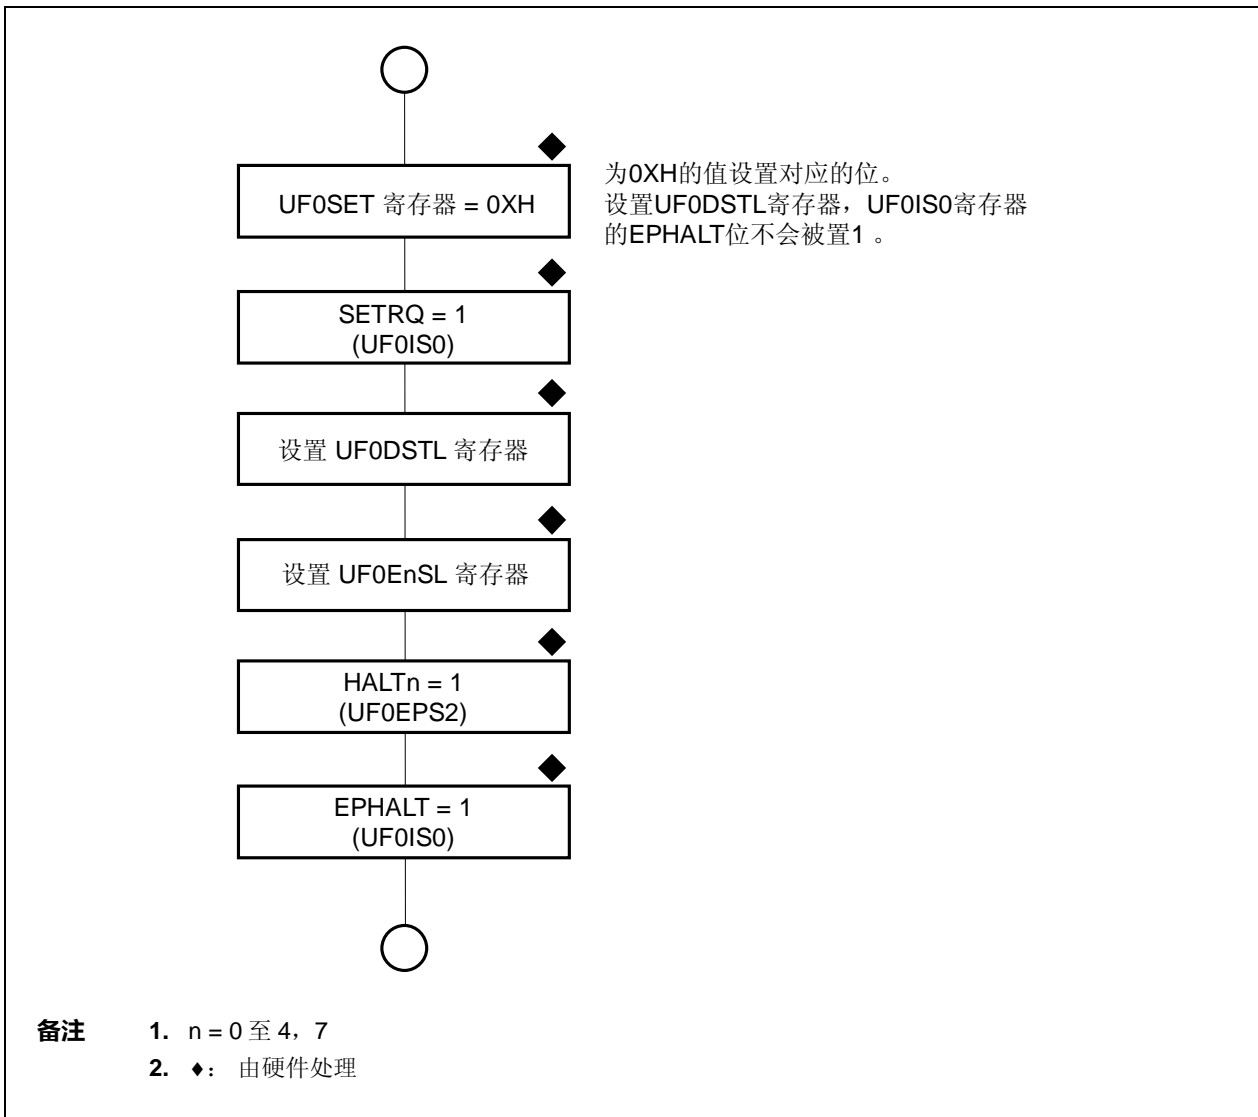 UF0SET 寄存器 = 0XH
为0XH的值设置对应的位。
设置UF0DSTL寄存器，UF0IS0寄存器
的EPHALT位不会被置1 。
SETRQ = 1
(UF0IS0)
设置 UF0DSTL 寄存器
设置 UF0EnSL 寄存器
HALTn = 1
(UF0EPS2)
EPHALT = 1
(UF0IS0)
备注 1. n = 0 至 4，7
2. ♦： 由硬件处理